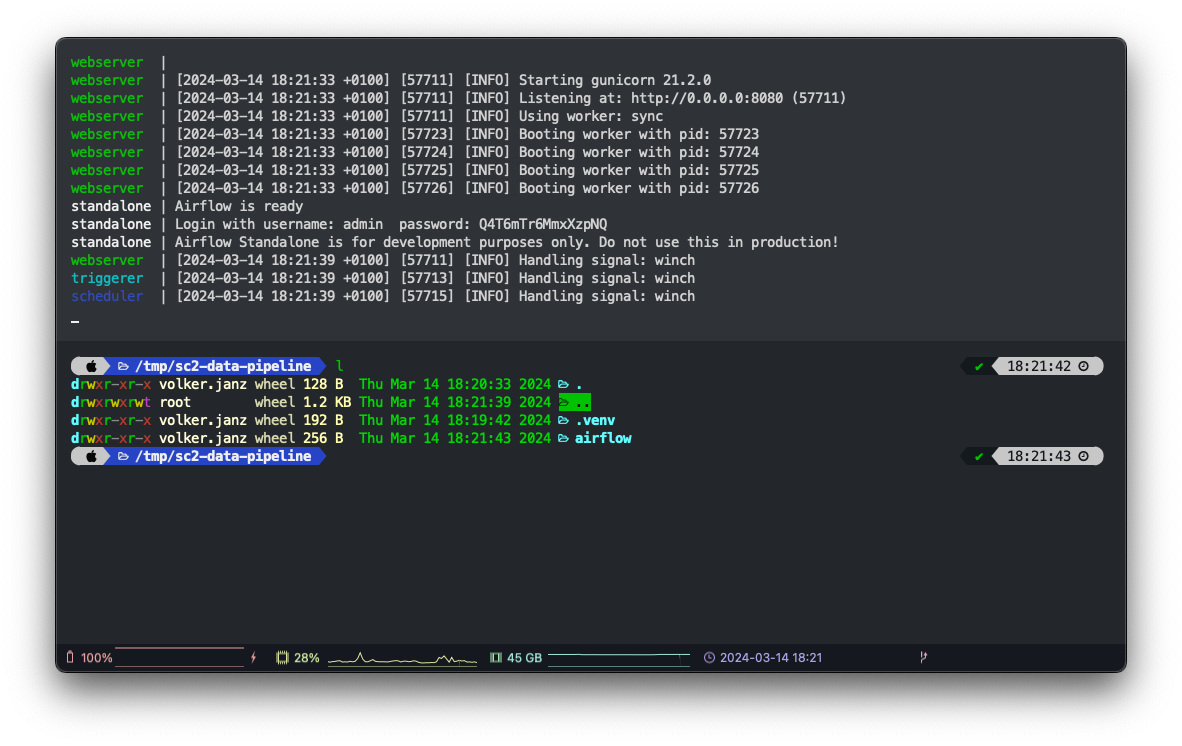 webserver |
webserver | [2024-03-14 18:21:33 +0100] [57711] [INFO] Starting gunicorn 21.2.0
webserver | [2024-03-14 18:21:33 +0100] [57711] [INFO] Listening at: http://0.0.0.0:8080 (57711)
webserver | [2024-03-14 18:21:33 +0100] [57711] [INFO] Using worker: sync
webserver | [2024-03-14 18:21:33 +0100] [57723] [INFO] Booting worker with pid: 57723
webserver | [2024-03-14 18:21:33 +0100] [57724] [INFO] Booting worker with pid: 57724
webserver | [2024-03-14 18:21:33 +0100] [57725] [INFO] Booting worker with pid: 57725
webserver | [2024-03-14 18:21:33 +0100] [57726] [INFO] Booting worker with pid: 57726
standalone | Airflow is ready
standalone | Login with username: admin password: Q4T6mTr6MmxXzpNQ
standalone | Airflow Standalone is for development purposes only. Do not use this in production!
webserver | [2024-03-14 18:21:39 +0100] [57711] [INFO] Handling signal: winch
triggerer | [2024-03-14 18:21:39 +0100] [57713] [INFO] Handling signal: winch
scheduler | [2024-03-14 18:21:39 +0100] [57715] [INFO] Handling signal: winch
/tmp/sc2-data-pipeline l ✔ 18:21:42
drwxr-xr-x volker.janz wheel 128 B Thu Mar 14 18:20:33 2024 .
drwxrwxrwt root wheel 1.2 KB Thu Mar 14 18:21:39 2024 ..
drwxr-xr-x volker.janz wheel 192 B Thu Mar 14 18:19:42 2024 .venv
drwxr-xr-x volker.janz wheel 256 B Thu Mar 14 18:21:43 2024 airflow
/tmp/sc2-data-pipeline ✔ 18:21:43
100% 28% 45 GB 2024-03-14 18:21